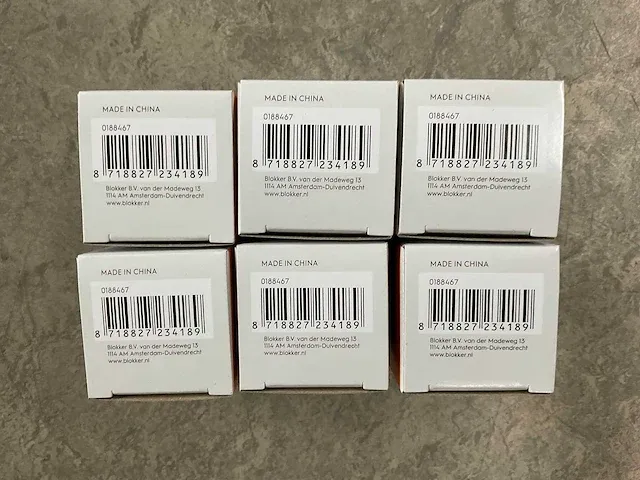 MADE IN CHINA
0188467
8 718827 234189
Blokker B.V. van der Madeweg 13
1114 AM Amsterdam-Duivendrecht
www.blokker.nl
MADE IN CHINA
0188467
8 718827 234189
Blokker B.V. van der Madeweg 13
1114 AM Amsterdam-Duivendrecht
www.blokker.nl
MADE IN CHINA
0188467
8 718827 234189
Blokker B.V. van der Madeweg 13
1114 AM Amsterdam-Duivendrecht
www.blokker.nl
MADE IN CHINA
0188467
8 718827 234189
Blokker B.V. van der Madeweg 13
1114 AM Amsterdam-Duivendrecht
www.blokker.nl
MADE IN CHINA
0188467
8 718827 234189
Blokker B.V. van der Madeweg 13
1114 AM Amsterdam-Duivendrecht
www.blokker.nl
MADE IN CHINA
0188467
8 718827 234189
Blokker B.V. van der Madeweg 13
1114 AM Amsterdam-Duivendrecht
www.blokker.nl